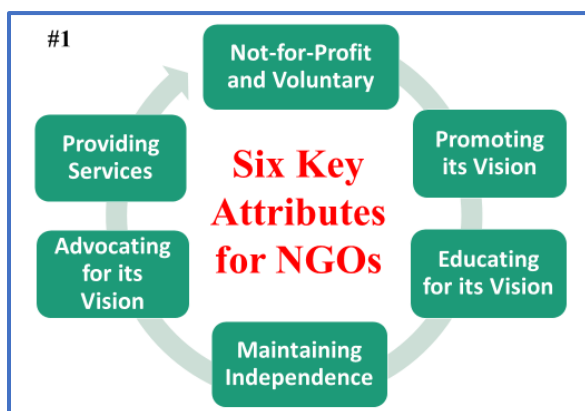 #1
Not-for-Profit
and Voluntary
Promoting
its Vision
Educating
for its Vision
Maintaining
Independence
Advocating
for its
Vision
Providing
Services
Six Key
Attributes
for NGOs